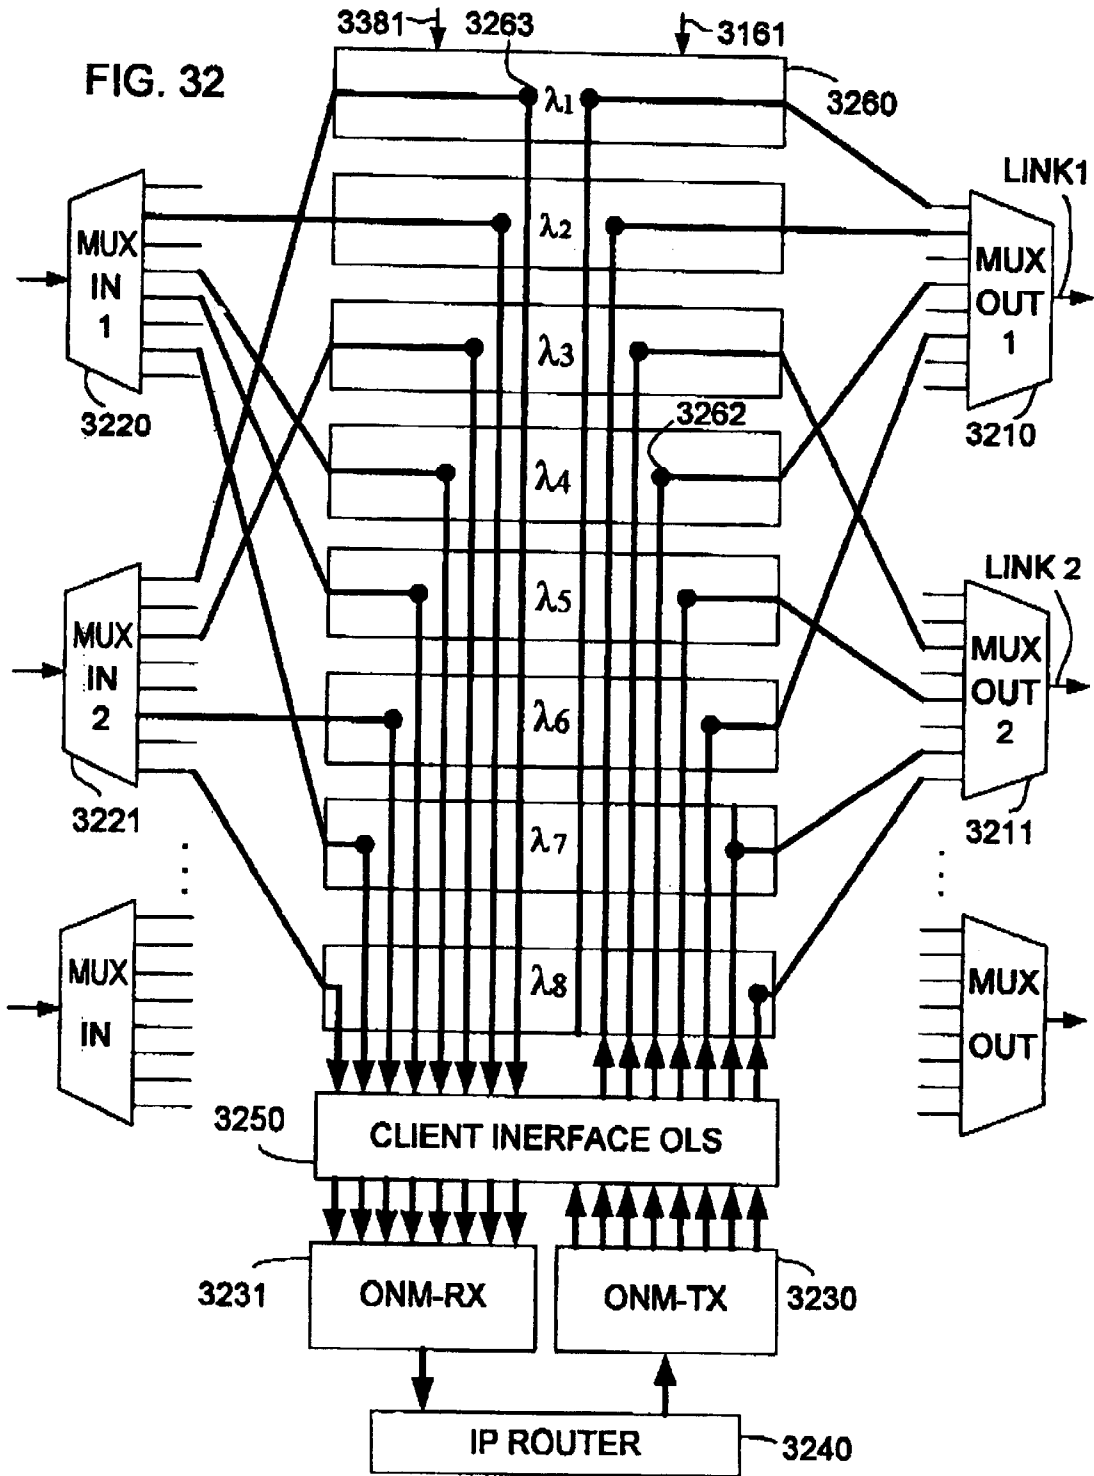 3381
3263
3161
FIG. 32
λ1
3260
LINK1
MUX
IN
1
λ2
MUX
OUT
1
λ3
3220
3262
3210
λ4
LINK 2
λ5
MUX
IN
2
MUX
OUT
2
λ6
3221
λ7
3211
MUX
IN
λ8
MUX
OUT
3250
CLIENT INERFACE OLS
3231
ONM-RX
ONM-TX
3230
IP ROUTER
3240